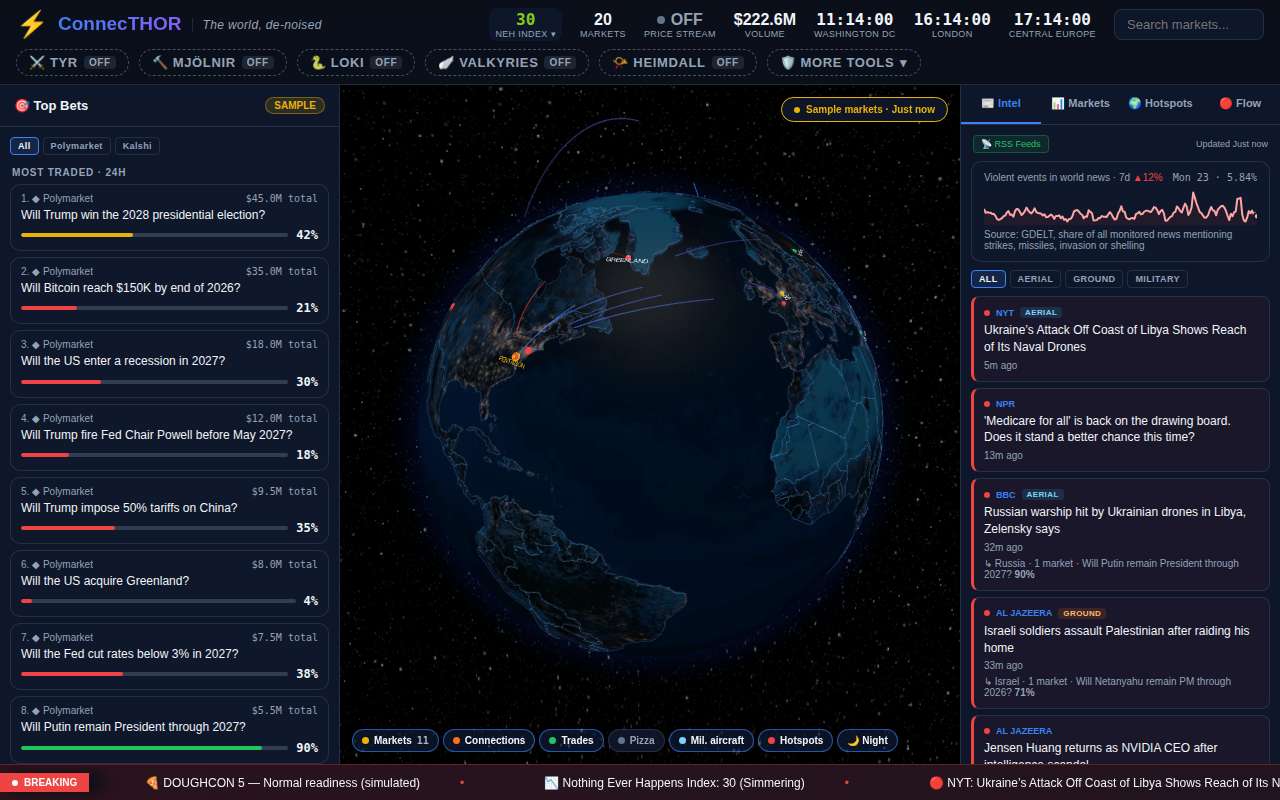 ⚡ ConnecTHOR The world, de-noised
30 NEH INDEX ▾
20 MARKETS
OFF PRICE STREAM
$222.6M VOLUME
11:14:00 WASHINGTON DC
16:14:00 LONDON
17:14:00 CENTRAL EUROPE
Search markets...
TYR OFF
MJÖLNIR OFF
LOKI OFF
VALKYRIES OFF
HEIMDALL OFF
MORE TOOLS ▾
Top Bets SAMPLE
All Polymarket Kalshi
MOST TRADED · 24H
1. ◆ Polymarket $45.0M total
Will Trump win the 2028 presidential election?
42%
2. ◆ Polymarket $35.0M total
Will Bitcoin reach $150K by end of 2026?
21%
3. ◆ Polymarket $18.0M total
Will the US enter a recession in 2027?
30%
4. ◆ Polymarket $12.0M total
Will Trump fire Fed Chair Powell before May 2027?
18%
5. ◆ Polymarket $9.5M total
Will Trump impose 50% tariffs on China?
35%
6. ◆ Polymarket $8.0M total
Will the US acquire Greenland?
4%
7. ◆ Polymarket $7.5M total
Will the Fed cut rates below 3% in 2027?
38%
8. ◆ Polymarket $5.5M total
Will Putin remain President through 2027?
90%
Sample markets · Just now
GREENLAND
Markets 11
Connections
Trades
Pizza
Mil. aircraft
Hotspots
Night
Intel Markets Hotspots Flow
RSS Feeds Updated Just now
Violent events in world news · 7d ▲12% Mon 23 · 5.84%
Source: GDELT, share of all monitored news mentioning
strikes, missiles, invasion or shelling
ALL AERIAL GROUND MILITARY
NYT AERIAL
Ukraine's Attack Off Coast of Libya Shows Reach
of Its Naval Drones
5m ago
NPR
'Medicare for all' is back on the drawing board.
Does it stand a better chance this time?
13m ago
BBC AERIAL
Russian warship hit by Ukrainian drones in Libya,
Zelensky says
32m ago
↳ Russia · 1 market · Will Putin remain President through
2027? 90%
AL JAZEERA GROUND
Israeli soldiers assault Palestinian after raiding his
home
33m ago
↳ Israel · 1 market · Will Netanyahu remain PM through
2026? 71%
AL JAZEERA
Jensen Huang returns as NVIDIA CEO after
intelligence scandal
BREAKING
DOUGHCON 5 — Normal readiness (simulated) • Nothing Ever Happens Index: 30 (Simmering) • NYT: Ukraine's Attack Off Coast of Libya Shows Reach of Its N